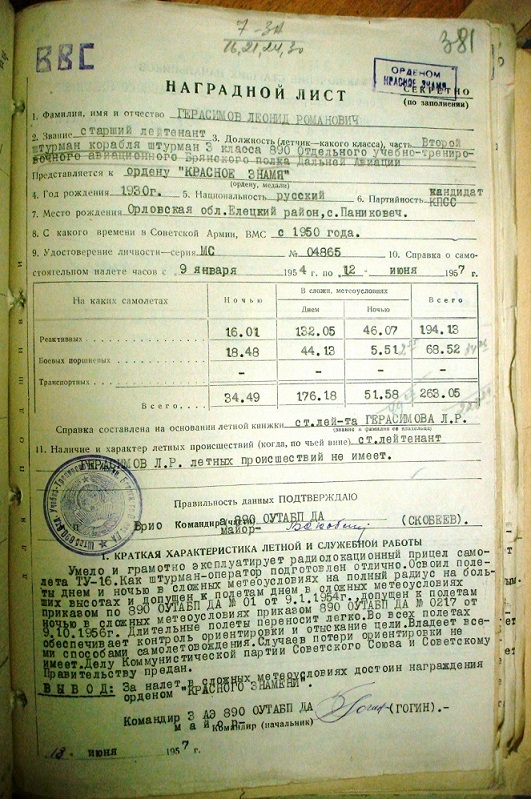 7-3А
16,21,24,30
381
ВВС
ОРДЕНОМ
КРАСНОЕ ЗНАМЯ
НАГРАДНОЙ ЛИСТ
СЕКРЕТНО
(по заполнении)
1. Фамилия, имя и отчество ГЕРАСИМОВ ЛЕОНИД РОМАНОВИЧ
2. Звание старший лейтенант 3. Должность (летчик—какого класса), часть Второй
штурман корабля штурман 3 класса 890 Отдельного учебно-трениро-
вочного авиационного Брянского полка Дальней Авиации
Представляется к ордену "КРАСНОЕ ЗНАМЯ"
(ордену, медали)
4. Год рождения 1930г. 5. Национальность русский 6. Партийность кандидат КПСС
7. Место рождения Орловская обл.Елецкий район,с.Паниковеч.
8. С какого времени в Советской Армии, ВМС с 1950 года.
9. Удостоверение личности—серия МС № 04865 10. Справка о само-
стоятельном налете часов с 9 января 1954 г. по 12 - июня 1957 г.
На каких самолетах Ночью В сложн. метеоусловиях Всего
Днем Ночью
Реактивных 16.01 132.05 46.07 194.13
Боевых поршневых 18.48 44.13 5.51 68.52
Транспортных - - - -
Всего 34.49 176.18 51.58 263.05
Справка составлена на основании летной книжки ст.лей-та ГЕРАСИМОВА Л.Р.
11. Наличие и характер летных происшествий (когда, по чьей вине) ст.лейтенант
ГЕРАСИМОВ Л.Р. летных происшествий не имеет.
Правильность данных ПОДТВЕРЖДАЮ
Врио Командир (части) 890 ОУТАБП ДА
майор- (СКОБЕЕВ).
I. КРАТКАЯ ХАРАКТЕРИСТИКА ЛЕТНОЙ И СЛУЖЕБНОЙ РАБОТЫ
Умело и грамотно эксплуатирует радиолокационный прицел само-
лета ТУ-16.Как штурман-оператор подготовлен отлично.Освоил поле-
ты днем и ночью в сложных метеоусловиях на полный радиус на боль-
ших высотах и допущен к полетам днем в сложных метеоусловиях
приказом по 890 ОУТАБП ДА № 01 от 9.1.1954г.,допущен к полетам
ночью в сложных метеоусловиях приказом 890 ОУТАБП ДА № 0217 от
9.10.1956г. Длительные полеты переносит легко.Во всех полетах
обеспечивает контроль ориентировки и отыскание цели.Владеет все-
ми способами самолетовождения.Случаев потери ориентировки не
имеет.Делу Коммунистической партии Советского Союза и Советскому
Правительству предан.
ВЫВОД: За налет в сложных метеоусловиях достоин награждения
орденом "КРАСНОГО ЗНАМЕНИ".
Командир 3 АЭ 890 ОУТАБП ДА
майор- (ГОГИН).-
Командир (начальник)
13 - июня 1957 г.